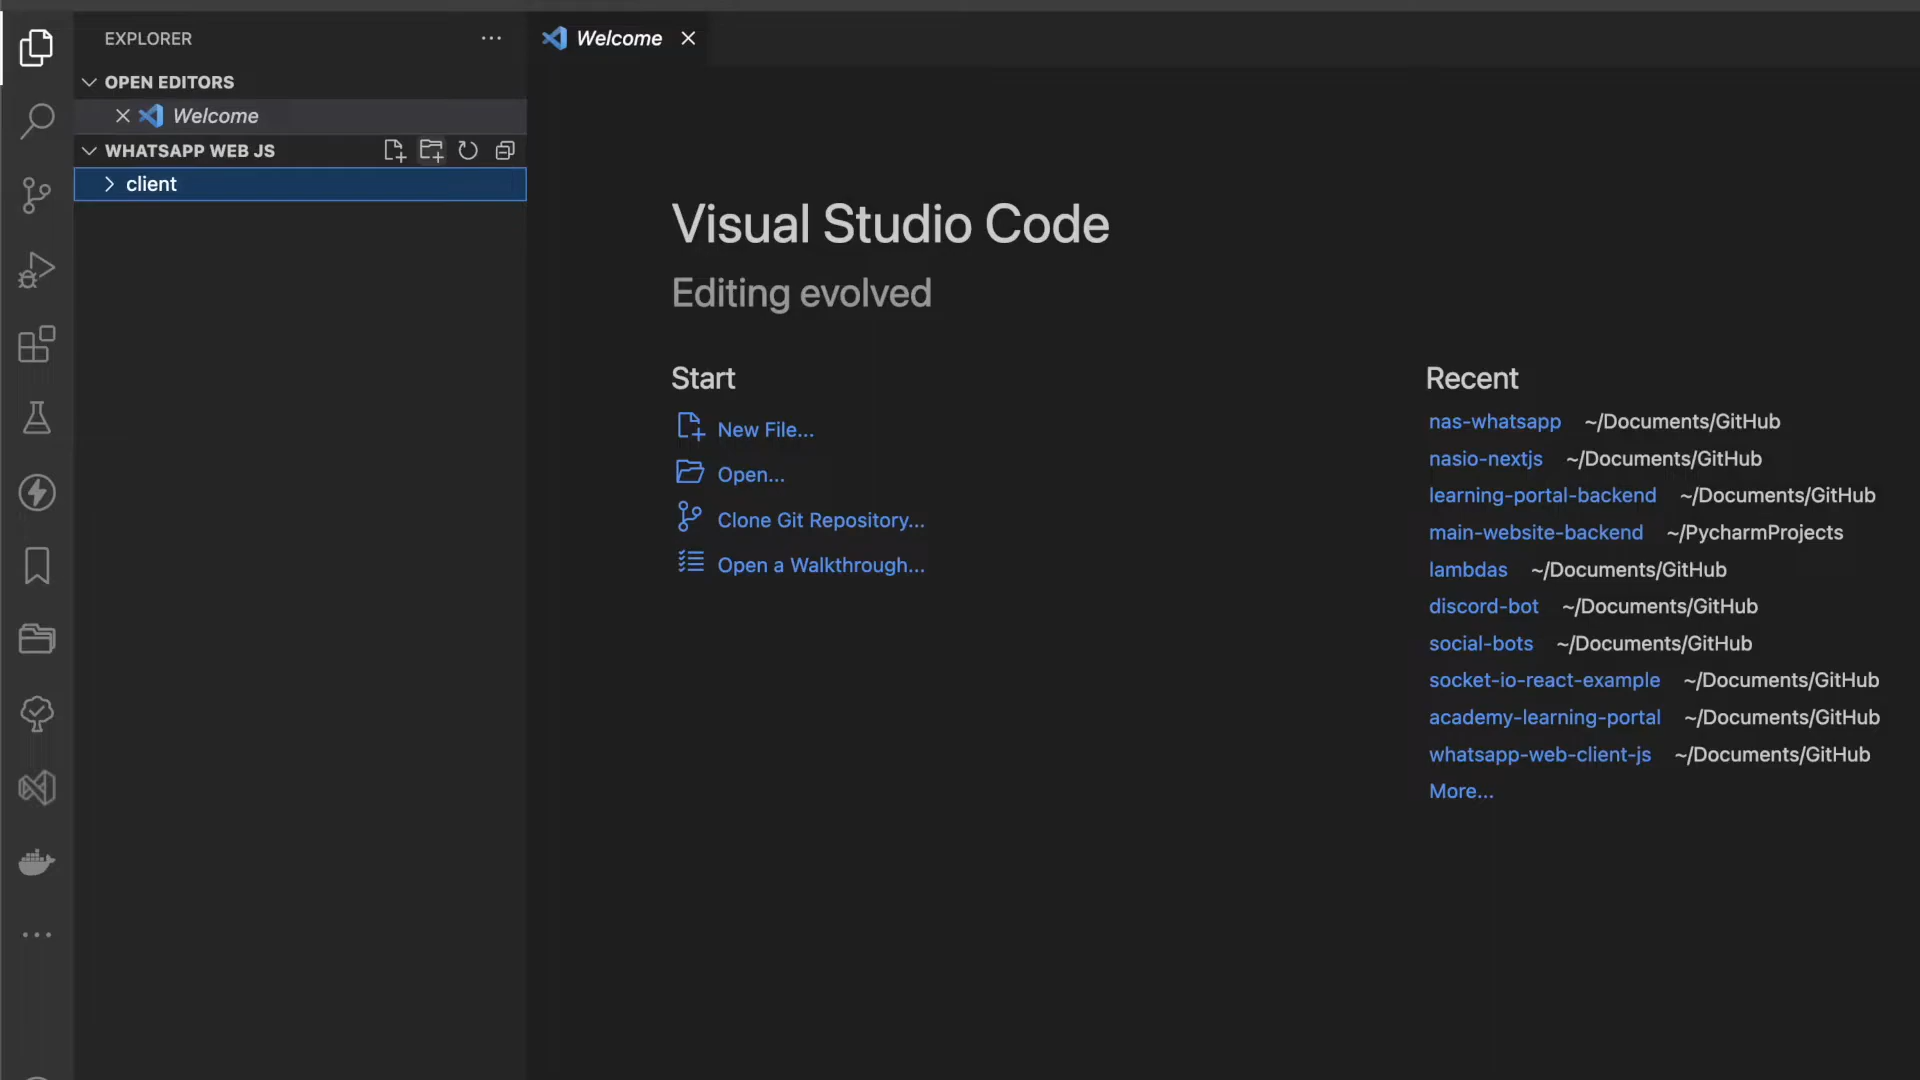 EXPLORER
Welcome
OPEN EDITORS
Welcome
WHATSAPP WEB JS
client
Visual Studio Code
Editing evolved
Start
New File...
Open...
Clone Git Repository...
Open a Walkthrough...
Recent
nas-whatsapp ~/Documents/GitHub
nasio-nextjs ~/Documents/GitHub
learning-portal-backend ~/Documents/GitHub
main-website-backend ~/PycharmProjects
lambdas ~/Documents/GitHub
discord-bot ~/Documents/GitHub
social-bots ~/Documents/GitHub
socket-io-react-example ~/Documents/GitHub
academy-learning-portal ~/Documents/GitHub
whatsapp-web-client-js ~/Documents/GitHub
More...